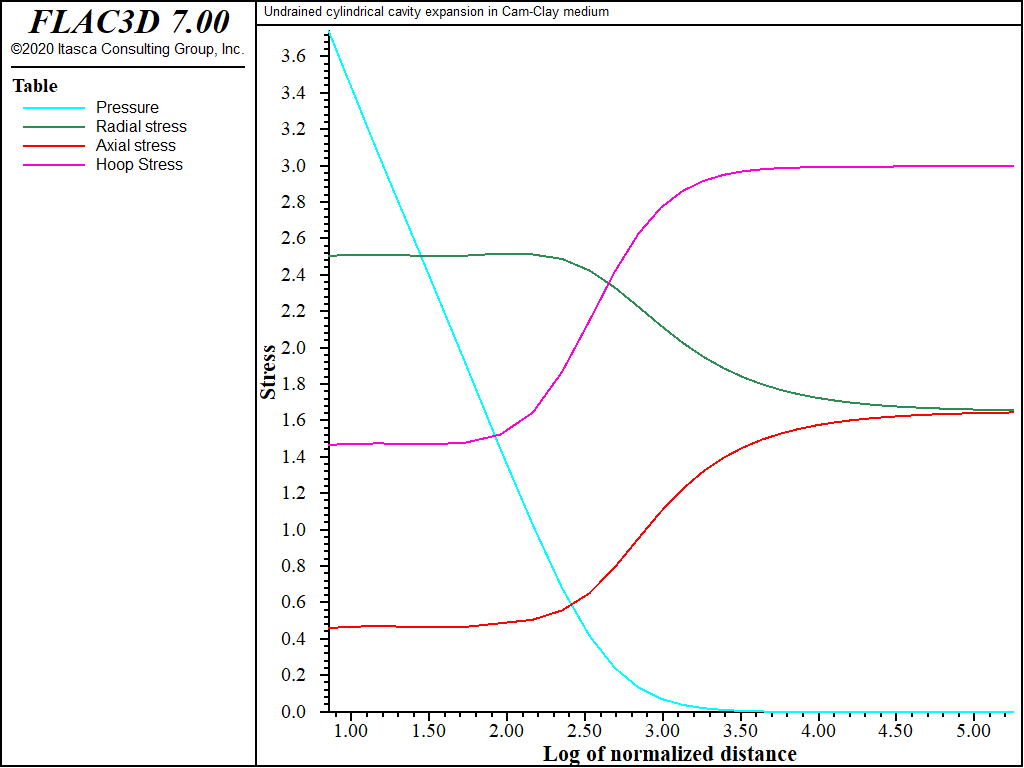 FLAC3D 7.00
©2020 Itasca Consulting Group, Inc.
Table
Pressure
Radial stress
Axial stress
Hoop Stress
Undrained cylindrical cavity expansion in Cam-Clay medium
3.6
3.4
3.2
3.0
2.8
2.6
2.4
2.2
2.0
1.8
1.6
1.4
1.2
1.0
0.8
0.6
0.4
0.2
0.0
Stress
1.00 1.50 2.00 2.50 3.00 3.50 4.00 4.50 5.00
Log of normalized distance